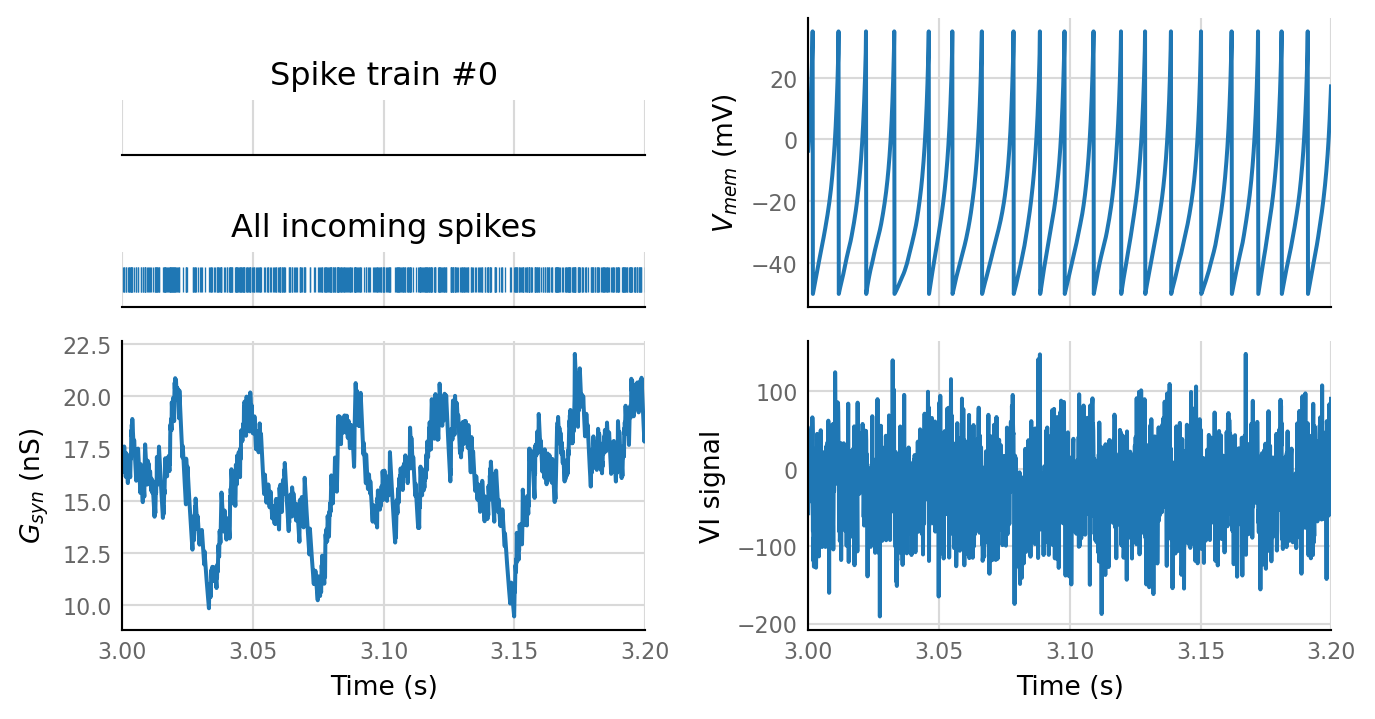 Spike train #0
All incoming spikes
22.5
20.0
17.5
15.0
12.5
10.0
G_syn (nS)
3.00 3.05 3.10 3.15 3.20
Time (s)
20
0
−20
−40
V_mem (mV)
100
0
−100
−200
VI signal
3.00 3.05 3.10 3.15 3.20
Time (s)